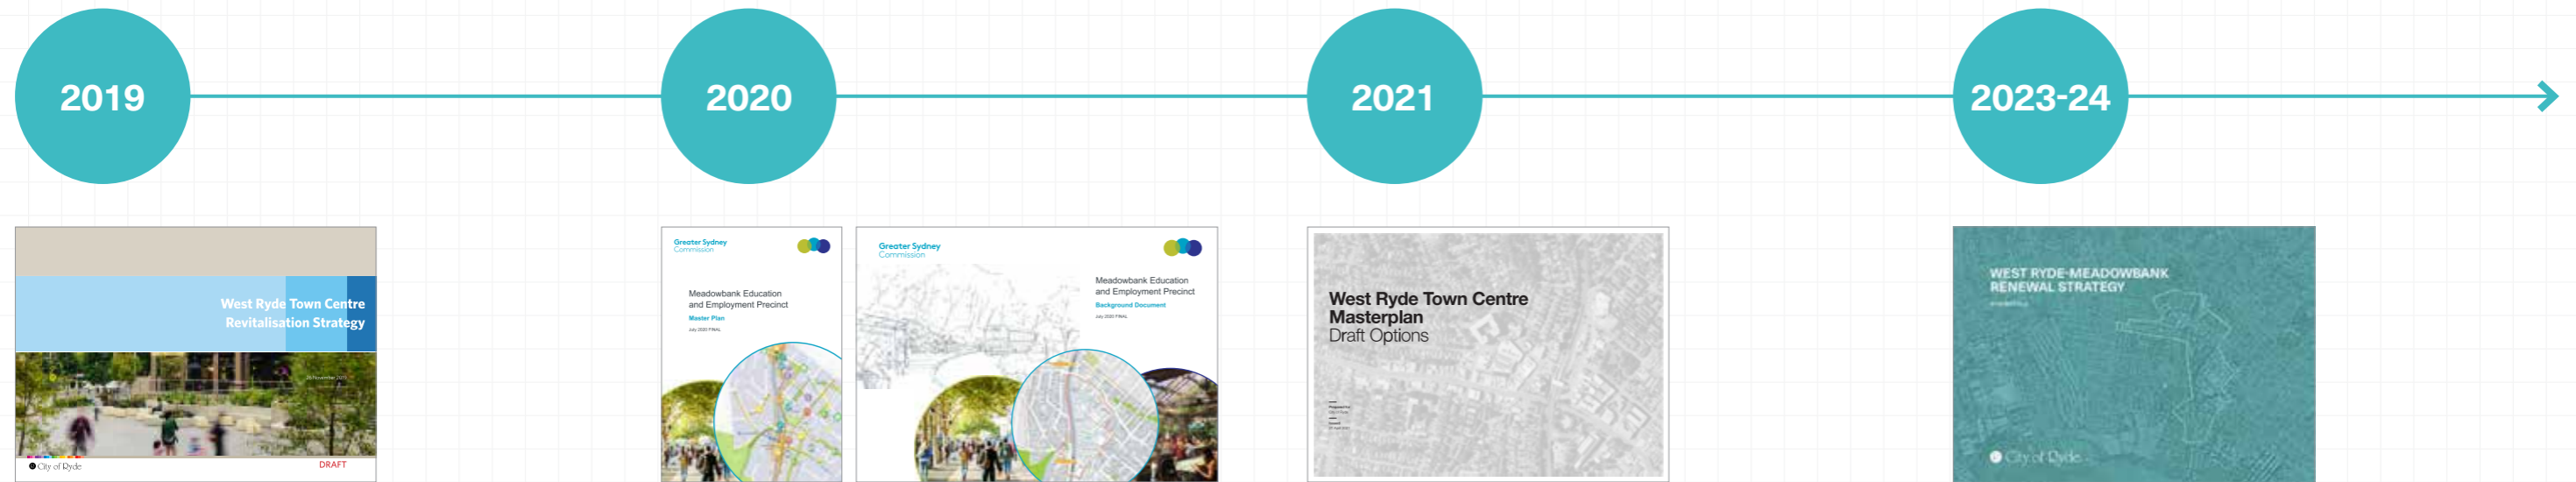 2019
2020
2021
2023-24
West Ryde Town Centre
Revitalisation Strategy
City of Ryde
DRAFT
Greater Sydney
Commission
Meadowbank Education
and Employment Precinct
Master Plan
July 2020 FINAL
Greater Sydney
Commission
Meadowbank Education
and Employment Precinct
Background Document
July 2020 FINAL
West Ryde Town Centre
Masterplan
Draft Options
WEST RYDE-MEADOWBANK
RENEWAL STRATEGY
City of Ryde